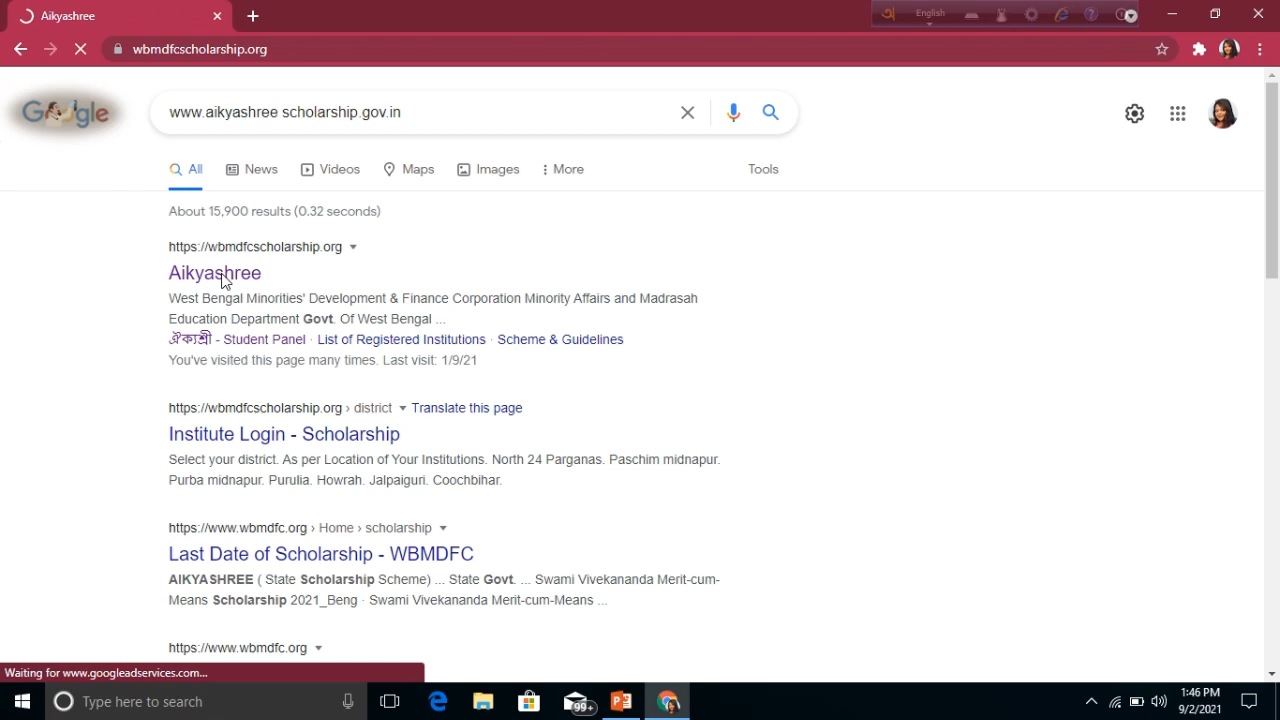 Aikyashree
অ English
wbmdfcscholarship.org
Google
www.aikyashree scholarship.gov.in
All News Videos Maps Images More Tools
About 15,900 results (0.32 seconds)
https://wbmdfcscholarship.org
Aikyashree
West Bengal Minorities' Development & Finance Corporation Minority Affairs and Madrasah
Education Department Govt. Of West Bengal ...
ঐক্যশ্রী - Student Panel · List of Registered Institutions · Scheme & Guidelines
You've visited this page many times. Last visit: 1/9/21
https://wbmdfcscholarship.org › district Translate this page
Institute Login - Scholarship
Select your district. As per Location of Your Institutions. North 24 Parganas. Paschim midnapur.
Purba midnapur. Purulia. Howrah. Jalpaiguri. Coochbihar.
https://www.wbmdfc.org › Home › scholarship
Last Date of Scholarship - WBMDFC
AIKYASHREE ( State Scholarship Scheme) ... State Govt. ... Swami Vivekananda Merit-cum-
Means Scholarship 2021_Beng · Swami Vivekananda Merit-cum-Means ...
https://www.wbmdfc.org
Waiting for www.googleadservices.com...
Type here to search
99+
1:46 PM
9/2/2021